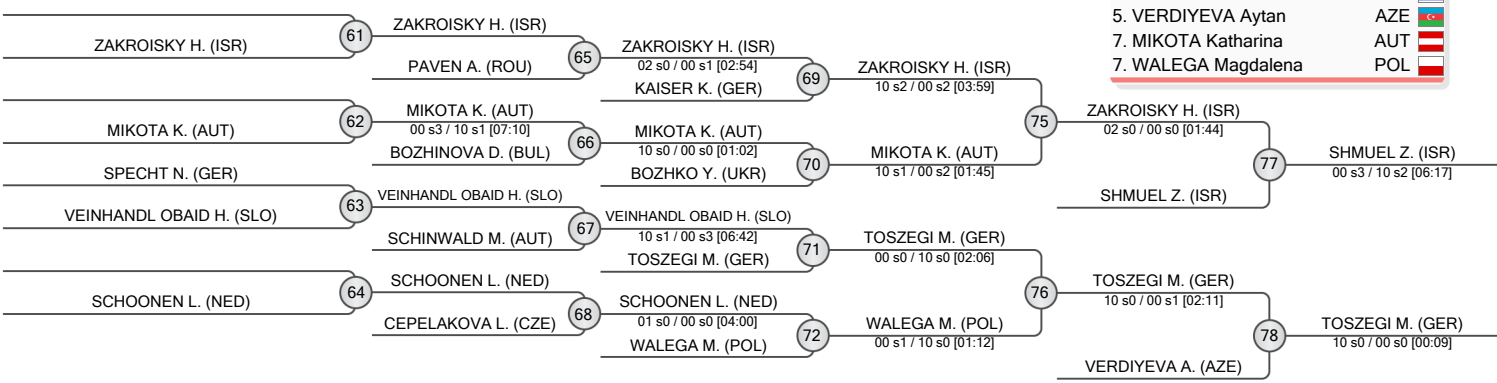 5. VERDIYEVA Aytan AZE
7. MIKOTA Katharina AUT
7. WALEGA Magdalena POL
ZAKROISKY H. (ISR)
61
ZAKROISKY H. (ISR)
PAVEN A. (ROU)
65
ZAKROISKY H. (ISR)
02 s0 / 00 s1 [02:54]
KAISER K. (GER)
69
ZAKROISKY H. (ISR)
10 s2 / 00 s2 [03:59]
MIKOTA K. (AUT)
62
MIKOTA K. (AUT)
00 s3 / 10 s1 [07:10]
BOZHINOVA D. (BUL)
66
MIKOTA K. (AUT)
10 s0 / 00 s0 [01:02]
BOZHKO Y. (UKR)
70
MIKOTA K. (AUT)
10 s1 / 00 s2 [01:45]
75
ZAKROISKY H. (ISR)
02 s0 / 00 s0 [01:44]
SHMUEL Z. (ISR)
77
SHMUEL Z. (ISR)
00 s3 / 10 s2 [06:17]
SPECHT N. (GER)
VEINHANDL OBAID H. (SLO)
63
VEINHANDL OBAID H. (SLO)
SCHINWALD M. (AUT)
67
VEINHANDL OBAID H. (SLO)
10 s1 / 00 s3 [06:42]
TOSZEGI M. (GER)
71
TOSZEGI M. (GER)
00 s0 / 10 s0 [02:06]
SCHOONEN L. (NED)
64
SCHOONEN L. (NED)
CEPELAKOVA L. (CZE)
68
SCHOONEN L. (NED)
01 s0 / 00 s0 [04:00]
WALEGA M. (POL)
72
WALEGA M. (POL)
00 s1 / 10 s0 [01:12]
76
TOSZEGI M. (GER)
10 s0 / 00 s1 [02:11]
VERDIYEVA A. (AZE)
78
TOSZEGI M. (GER)
10 s0 / 00 s0 [00:09]